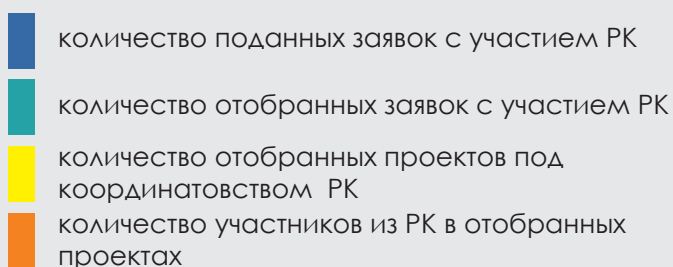 количество поданных заявок с участием РК
количество отобранных заявок с участием РК
количество отобранных проектов под
координатовством РК
количество участников из РК в отобранных
проектах